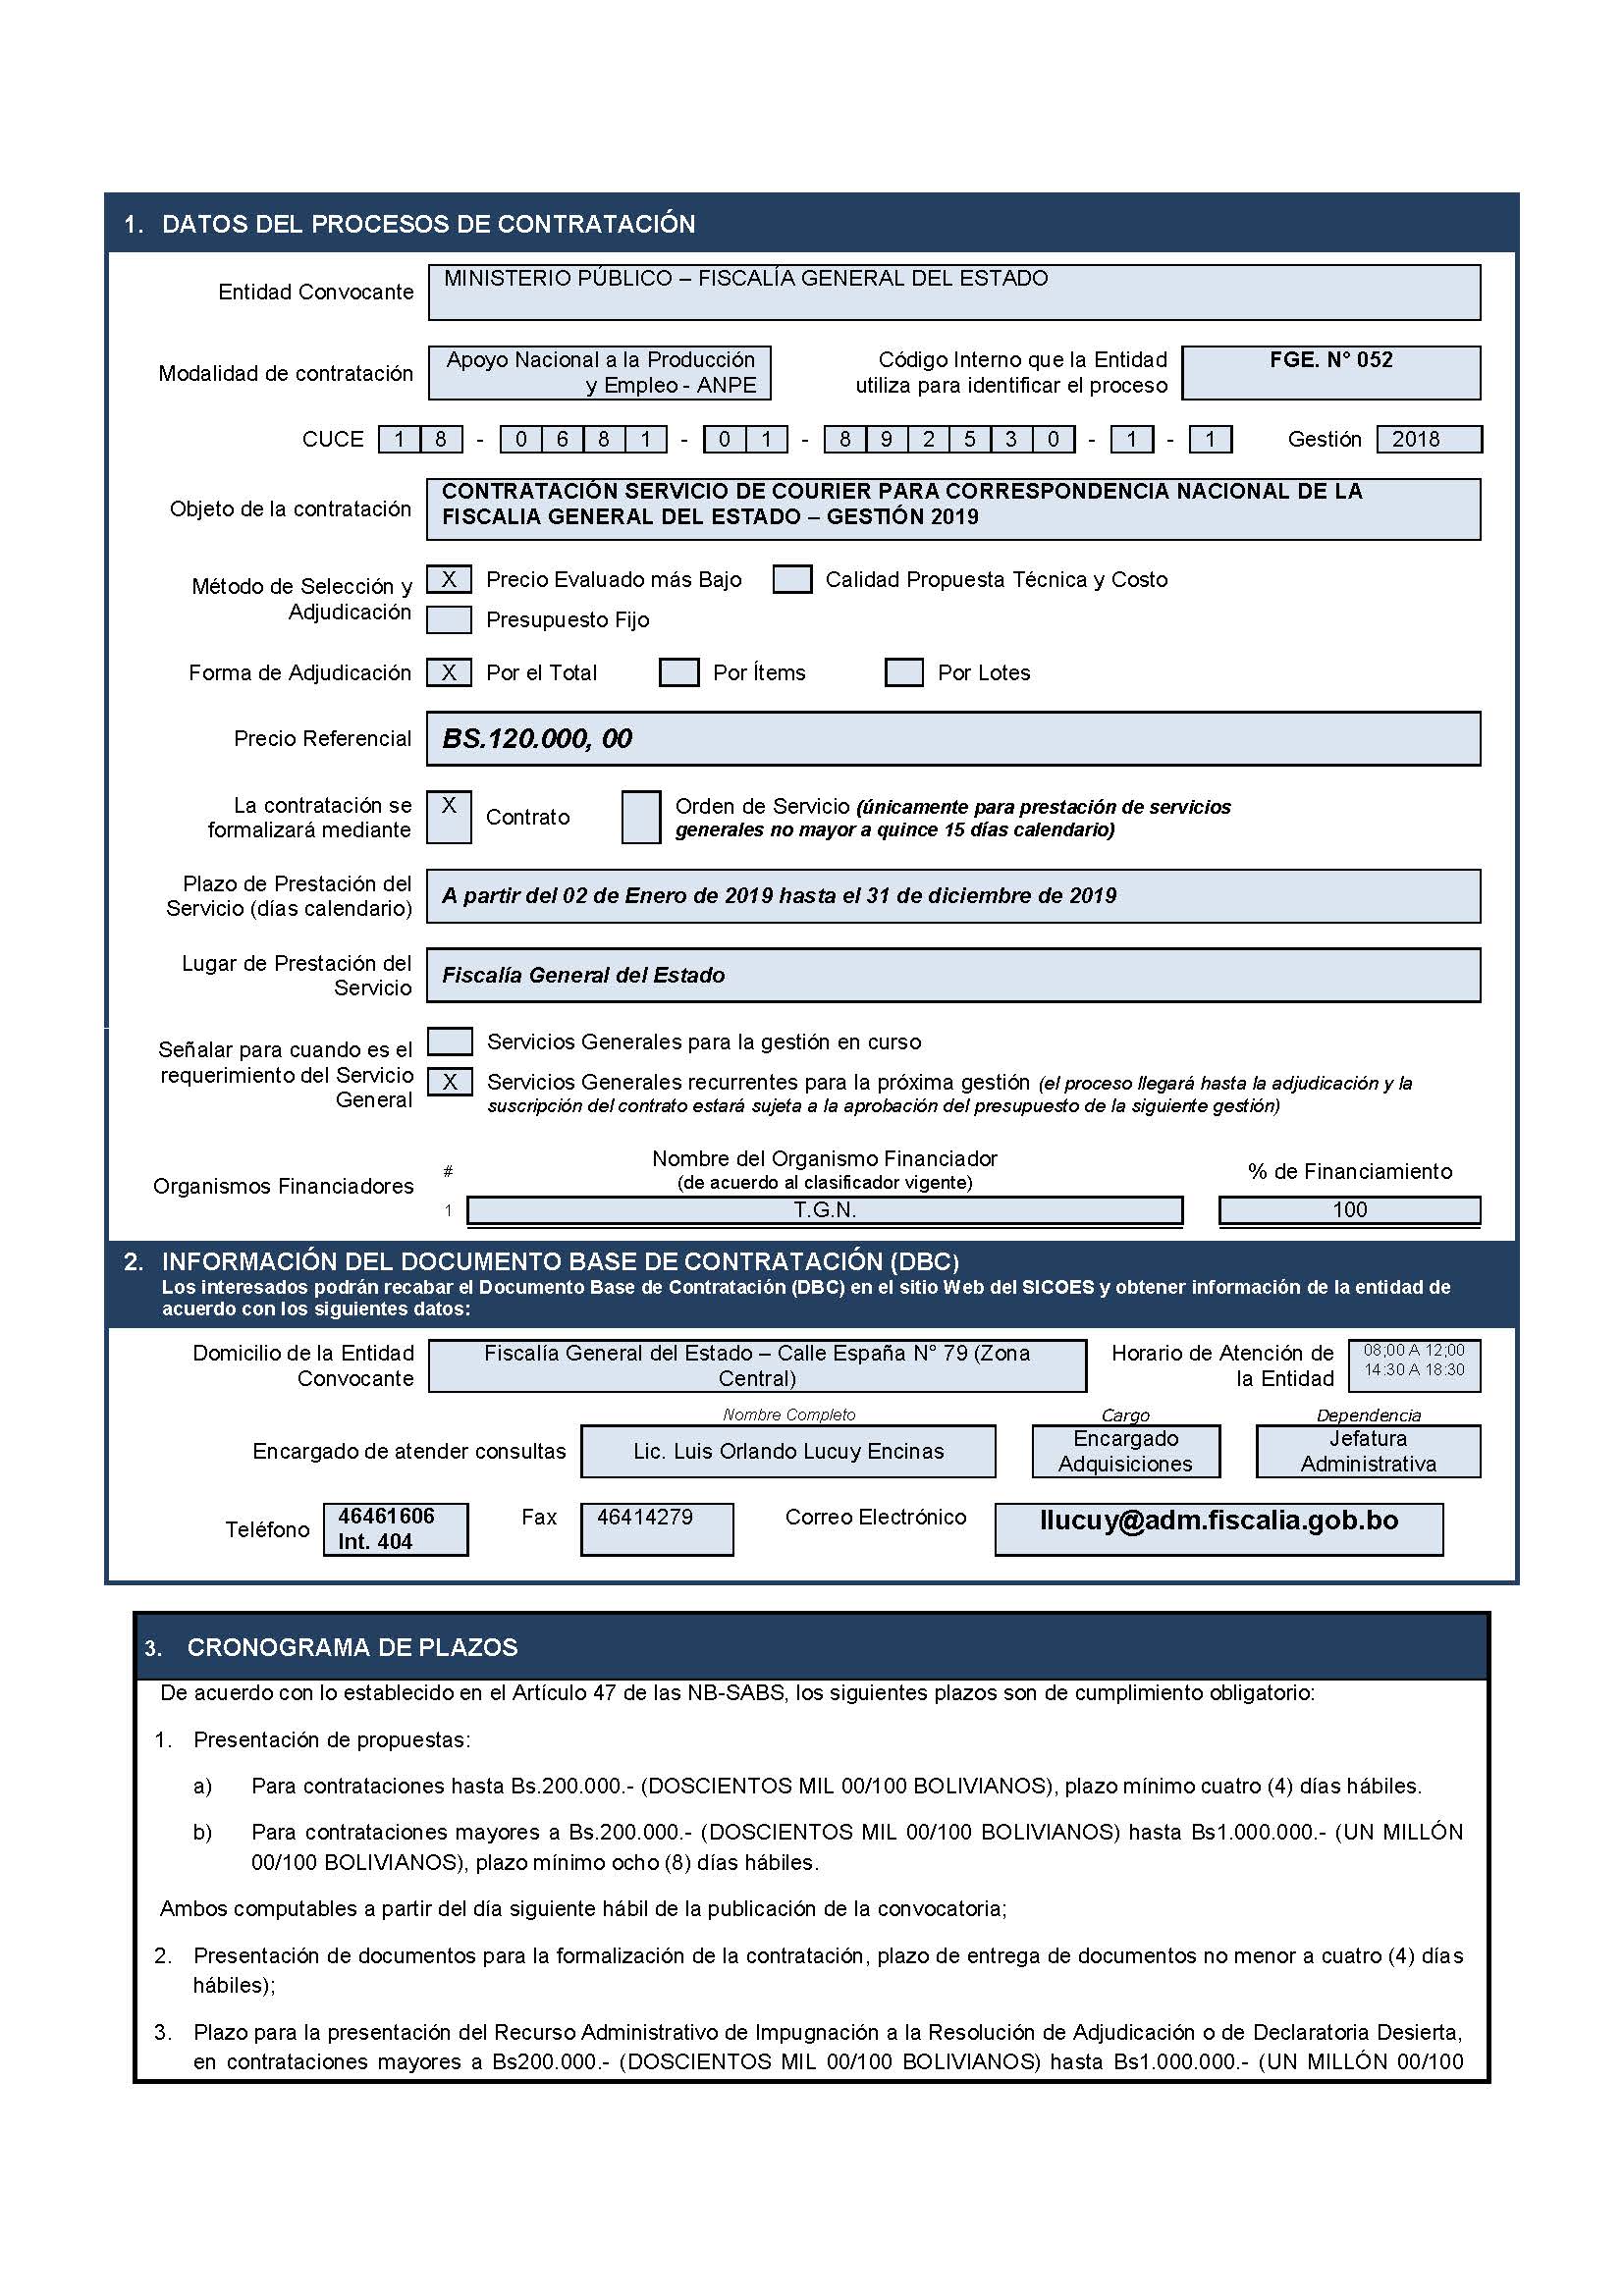 1. DATOS DEL PROCESOS DE CONTRATACIÓN
Entidad Convocante
MINISTERIO PÚBLICO – FISCALÍA GENERAL DEL ESTADO
Modalidad de contratación
Apoyo Nacional a la Producción
y Empleo - ANPE
Código Interno que la Entidad
utiliza para identificar el proceso
FGE. N° 052
CUCE 1 8 - 0 6 8 1 - 0 1 - 8 9 2 5 3 0 - 1 - 1 Gestión 2018
Objeto de la contratación
CONTRATACIÓN SERVICIO DE COURIER PARA CORRESPONDENCIA NACIONAL DE LA
FISCALIA GENERAL DEL ESTADO – GESTIÓN 2019
Método de Selección y
Adjudicación
X Precio Evaluado más Bajo Calidad Propuesta Técnica y Costo
Presupuesto Fijo
Forma de Adjudicación X Por el Total Por Ítems Por Lotes
Precio Referencial BS.120.000, 00
La contratación se
formalizará mediante
X Contrato
Orden de Servicio (únicamente para prestación de servicios
generales no mayor a quince 15 días calendario)
Plazo de Prestación del
Servicio (días calendario)
A partir del 02 de Enero de 2019 hasta el 31 de diciembre de 2019
Lugar de Prestación del
Servicio
Fiscalía General del Estado
Señalar para cuando es el
requerimiento del Servicio
General
Servicios Generales para la gestión en curso
X Servicios Generales recurrentes para la próxima gestión (el proceso llegará hasta la adjudicación y la
suscripción del contrato estará sujeta a la aprobación del presupuesto de la siguiente gestión)
Organismos Financiadores
# Nombre del Organismo Financiador
(de acuerdo al clasificador vigente)
% de Financiamiento
1 T.G.N. 100
2. INFORMACIÓN DEL DOCUMENTO BASE DE CONTRATACIÓN (DBC)
Los interesados podrán recabar el Documento Base de Contratación (DBC) en el sitio Web del SICOES y obtener información de la entidad de
acuerdo con los siguientes datos:
Domicilio de la Entidad
Convocante
Fiscalía General del Estado – Calle España N° 79 (Zona
Central)
Horario de Atención de
la Entidad
08;00 A 12;00
14:30 A 18:30
Nombre Completo Cargo Dependencia
Encargado de atender consultas
Lic. Luis Orlando Lucuy Encinas
Encargado
Adquisiciones
Jefatura
Administrativa
Teléfono
46461606
Int. 404
Fax 46414279
Correo Electrónico llucuy@adm.fiscalia.gob.bo
3. CRONOGRAMA DE PLAZOS
De acuerdo con lo establecido en el Artículo 47 de las NB-SABS, los siguientes plazos son de cumplimiento obligatorio:
1. Presentación de propuestas:
a) Para contrataciones hasta Bs.200.000.- (DOSCIENTOS MIL 00/100 BOLIVIANOS), plazo mínimo cuatro (4) días hábiles.
b) Para contrataciones mayores a Bs.200.000.- (DOSCIENTOS MIL 00/100 BOLIVIANOS) hasta Bs1.000.000.- (UN MILLÓN
00/100 BOLIVIANOS), plazo mínimo ocho (8) días hábiles.
Ambos computables a partir del día siguiente hábil de la publicación de la convocatoria;
2. Presentación de documentos para la formalización de la contratación, plazo de entrega de documentos no menor a cuatro (4) días
hábiles);
3. Plazo para la presentación del Recurso Administrativo de Impugnación a la Resolución de Adjudicación o de Declaratoria Desierta,
en contrataciones mayores a Bs200.000.- (DOSCIENTOS MIL 00/100 BOLIVIANOS) hasta Bs1.000.000.- (UN MILLÓN 00/100